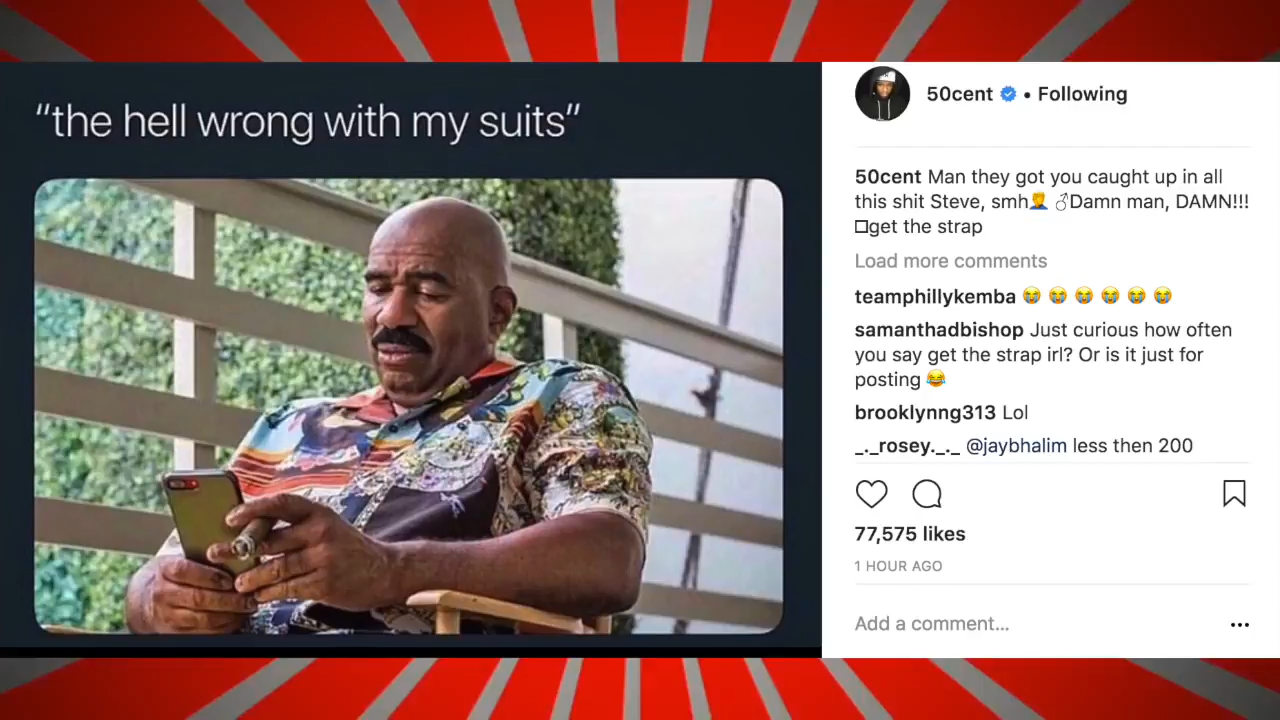 "the hell wrong with my suits"
50cent • Following
50cent Man they got you caught up in all
this shit Steve, smh🤦 ♂Damn man, DAMN!!!
□get the strap
Load more comments
teamphillykemba 😭 😭 😭 😭 😭 😭
samanthadbishop Just curious how often
you say get the strap irl? Or is it just for
posting 😂
brooklynng313 Lol
_._rosey._._ @jaybhalim less then 200
77,575 likes
1 HOUR AGO
Add a comment...